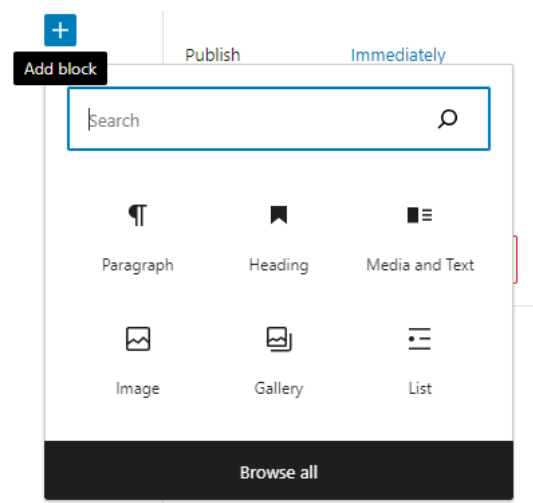 Publish Immediately
Add block
Search
Paragraph Heading Media and Text
Image Gallery List
Browse all